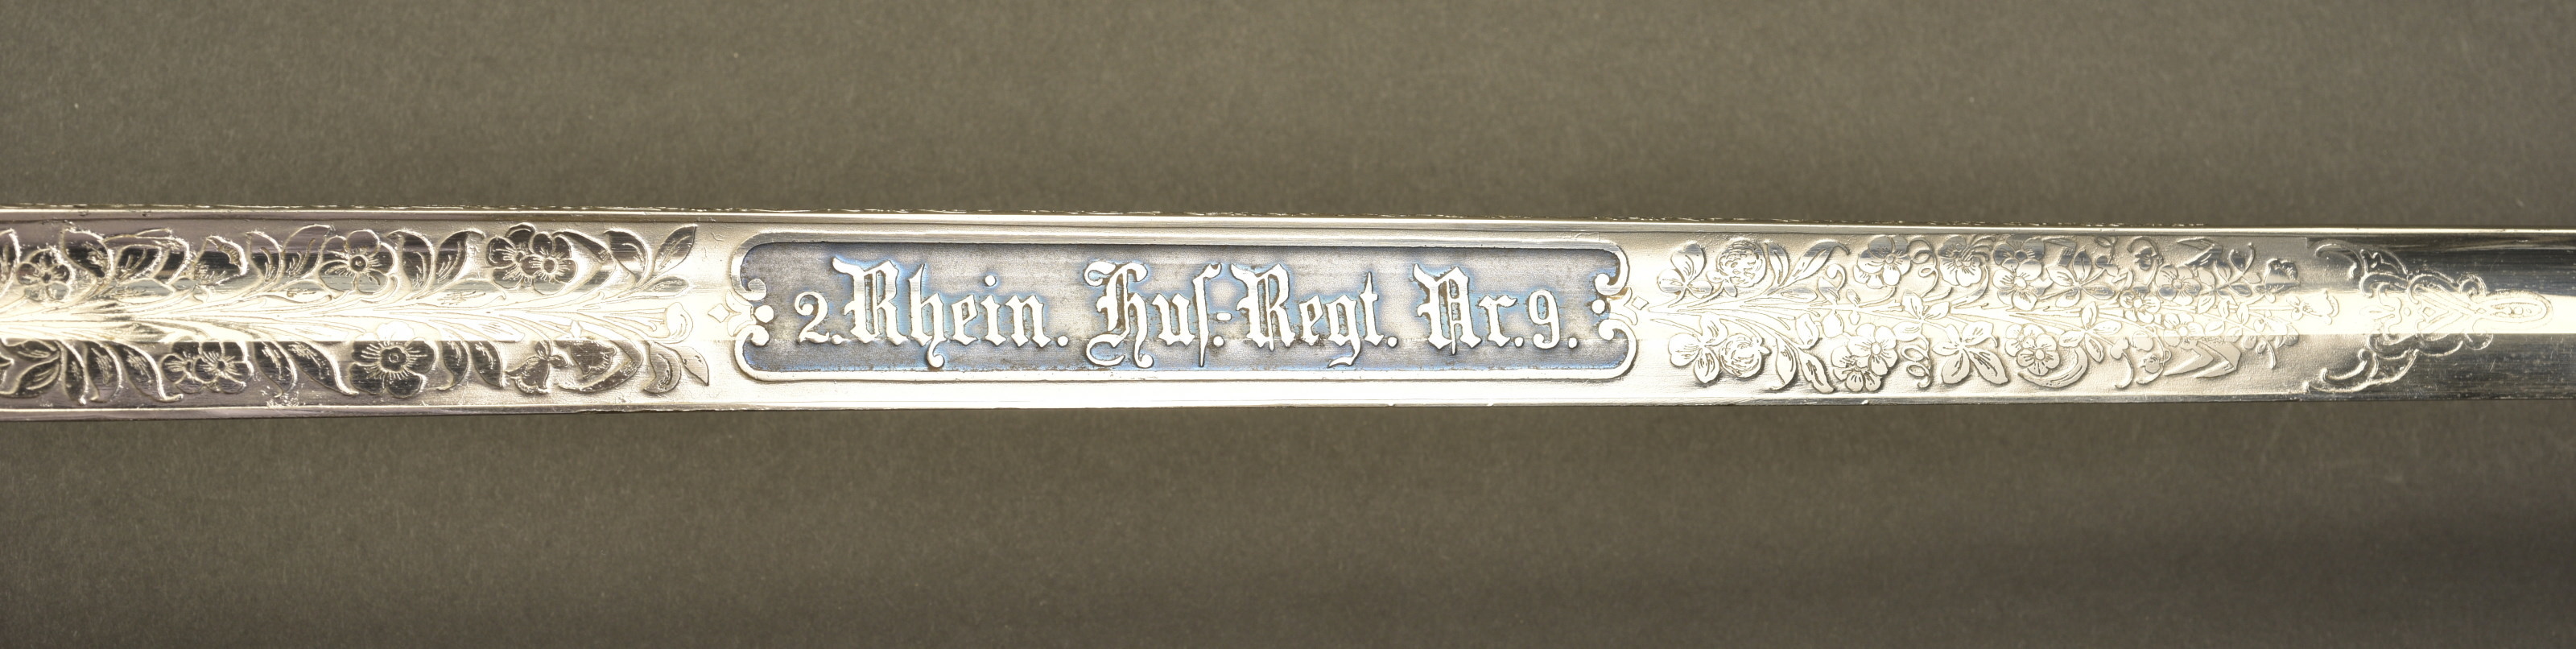 2. Rhein. Huſ.-Regt. Nr. 9.